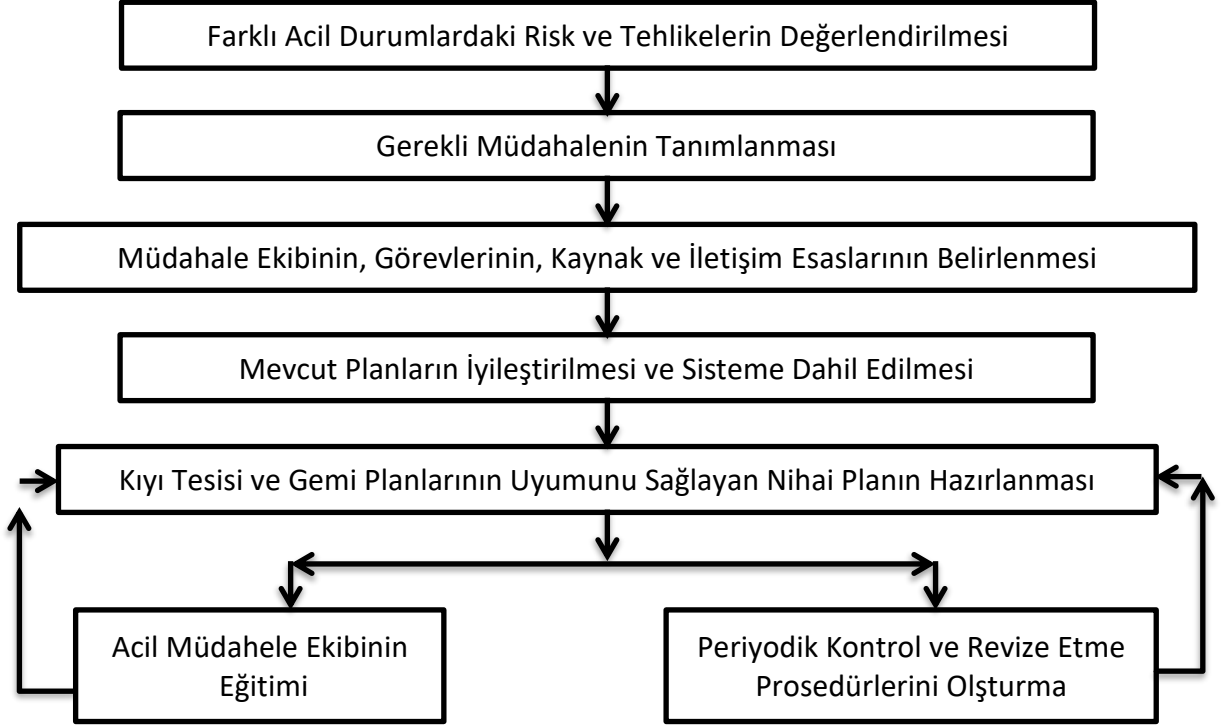 Farklı Acil Durumlardaki Risk ve Tehlikelerin Değerlendirilmesi
Gerekli Müdahalenin Tanımlanması
Müdahale Ekibinin, Görevlerinin, Kaynak ve İletişim Esaslarının Belirlenmesi
Mevcut Planların İyileştirilmesi ve Sisteme Dahil Edilmesi
Kıyı Tesisi ve Gemi Planlarının Uyumunu Sağlayan Nihai Planın Hazırlanması
Acil Müdahele Ekibinin
Eğitimi
Periyodik Kontrol ve Revize Etme
Prosedürlerini Olşturma